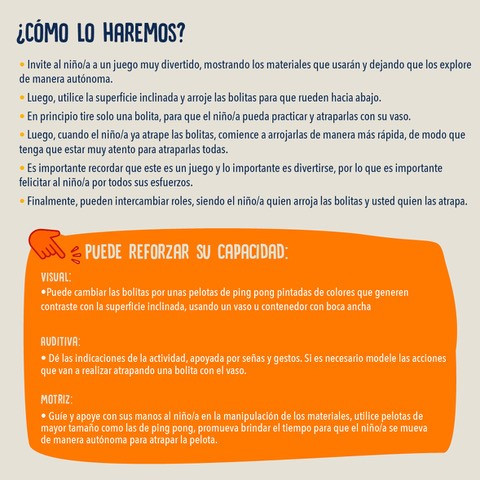 ¿CÓMO LO HAREMOS?
• Invite al niño/a a un juego muy divertido, mostrando los materiales que usarán y dejando que los explore
de manera autónoma.
• Luego, utilice la superficie inclinada y arroje las bolitas para que rueden hacia abajo.
• En principio tire solo una bolita, para que el niño/a pueda practicar y atraparlas con su vaso.
• Luego, cuando el niño/a ya atrape las bolitas, comience a arrojarlas de manera más rápida, de modo que
tenga que estar muy atento para atraparlas todas.
• Es importante recordar que este es un juego y lo importante es divertirse, por lo que es importante
felicitar al niño/a por todos sus esfuerzos.
• Finalmente, pueden intercambiar roles, siendo el niño/a quien arroja las bolitas y usted quien las atrapa.
PUEDE REFORZAR SU CAPACIDAD:
VISUAL:
•Puede cambiar las bolitas por unas pelotas de ping pong pintadas de colores que generen
contraste con la superficie inclinada, usando un vaso u contenedor con boca ancha
AUDITIVA:
• Dé las indicaciones de la actividad, apoyada por señas y gestos. Si es necesario modele las acciones
que van a realizar atrapando una bolita con el vaso.
MOTRIZ:
• Guíe y apoye con sus manos al niño/a en la manipulación de los materiales, utilice pelotas de
mayor tamaño como las de ping pong, promueva brindar el tiempo para que el niño/a se mueva
de manera autónoma para atrapar la pelota.